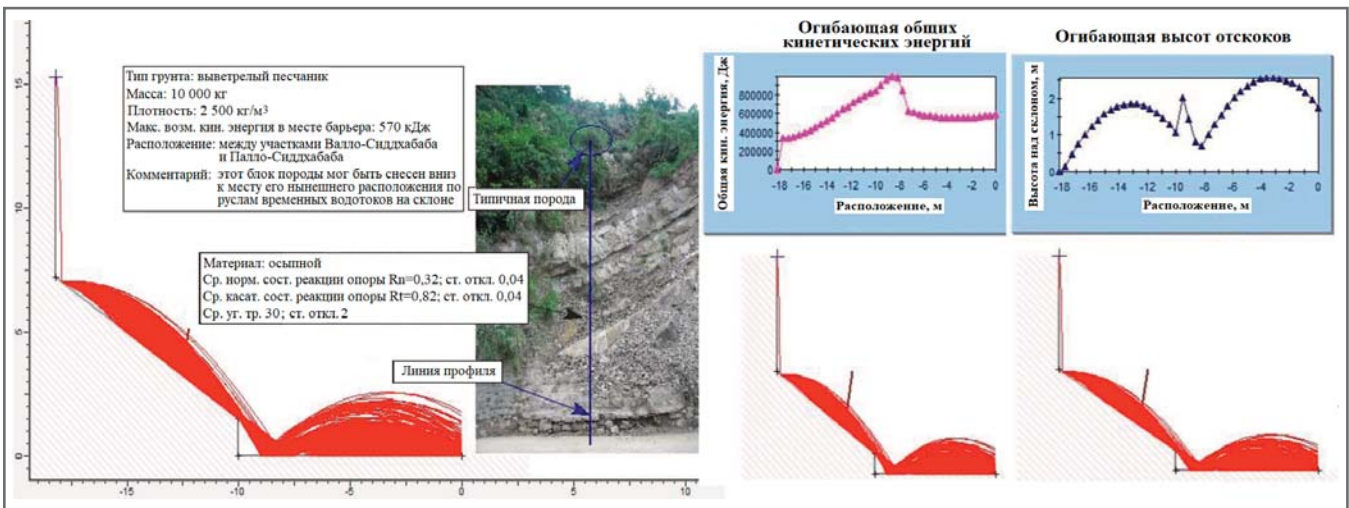 Тип грунта: выветрелый песчаник
Масса: 10 000 кг
Плотность: 2 500 кг/м³
Макс. возм. кин. энергия в месте барьера: 570 кДж
Расположение: между участками Валло-Сиддхабаба
и Палло-Сиддхабаба
Комментарий: этот блок породы мог быть снесен вниз
к месту его нынешнего расположения по
руслам временных водотоков на склоне
Типичная порода
Материал: осыпной
Ср. норм. сост. реакции опоры Rn=0,32; ст. откл. 0,04
Ср. касат. сост. реакции опоры Rt=0,82; ст. откл. 0,04
Ср. уг. тр. 30; ст. откл. 2
Линия профиля
15
10
5
0
-15 -10 -5 0 5 10
Огибающая общих
кинетических энергий
Общая кин. энергия, Дж
800000
600000
400000
200000
0
-18 -16 -14 -12 -10 -8 -6 -4 -2 0
Расположение, м
Огибающая высот отскоков
Высота над склоном, м
2
1
0
-18 -16 -14 -12 -10 -8 -6 -4 -2 0
Расположение, м